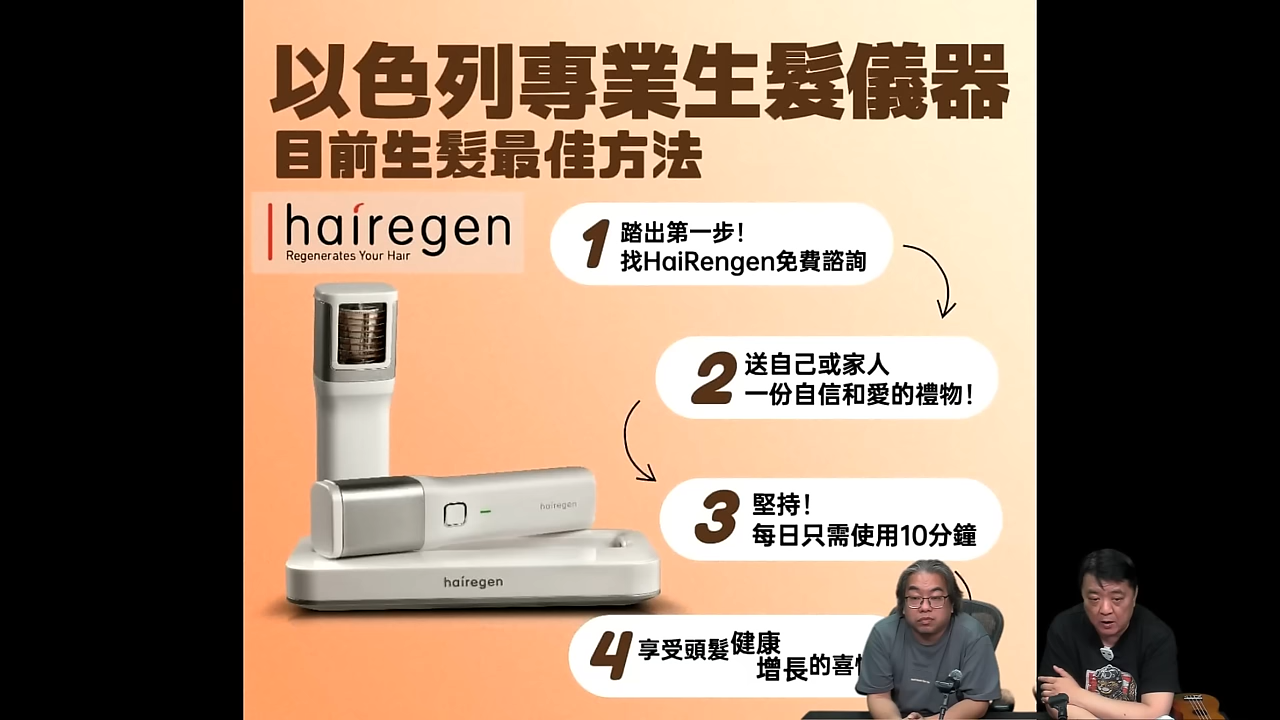 以色列專業生髮儀器
目前生髮最佳方法
hairegen
Regenerates Your Hair
1
踏出第一步！
找HaiRengen免費諮詢
2
送自己或家人
一份自信和愛的禮物！
3
堅持！
每日只需使用10分鐘
hairegen
hairegen
4
享受頭髮健康
增長的喜